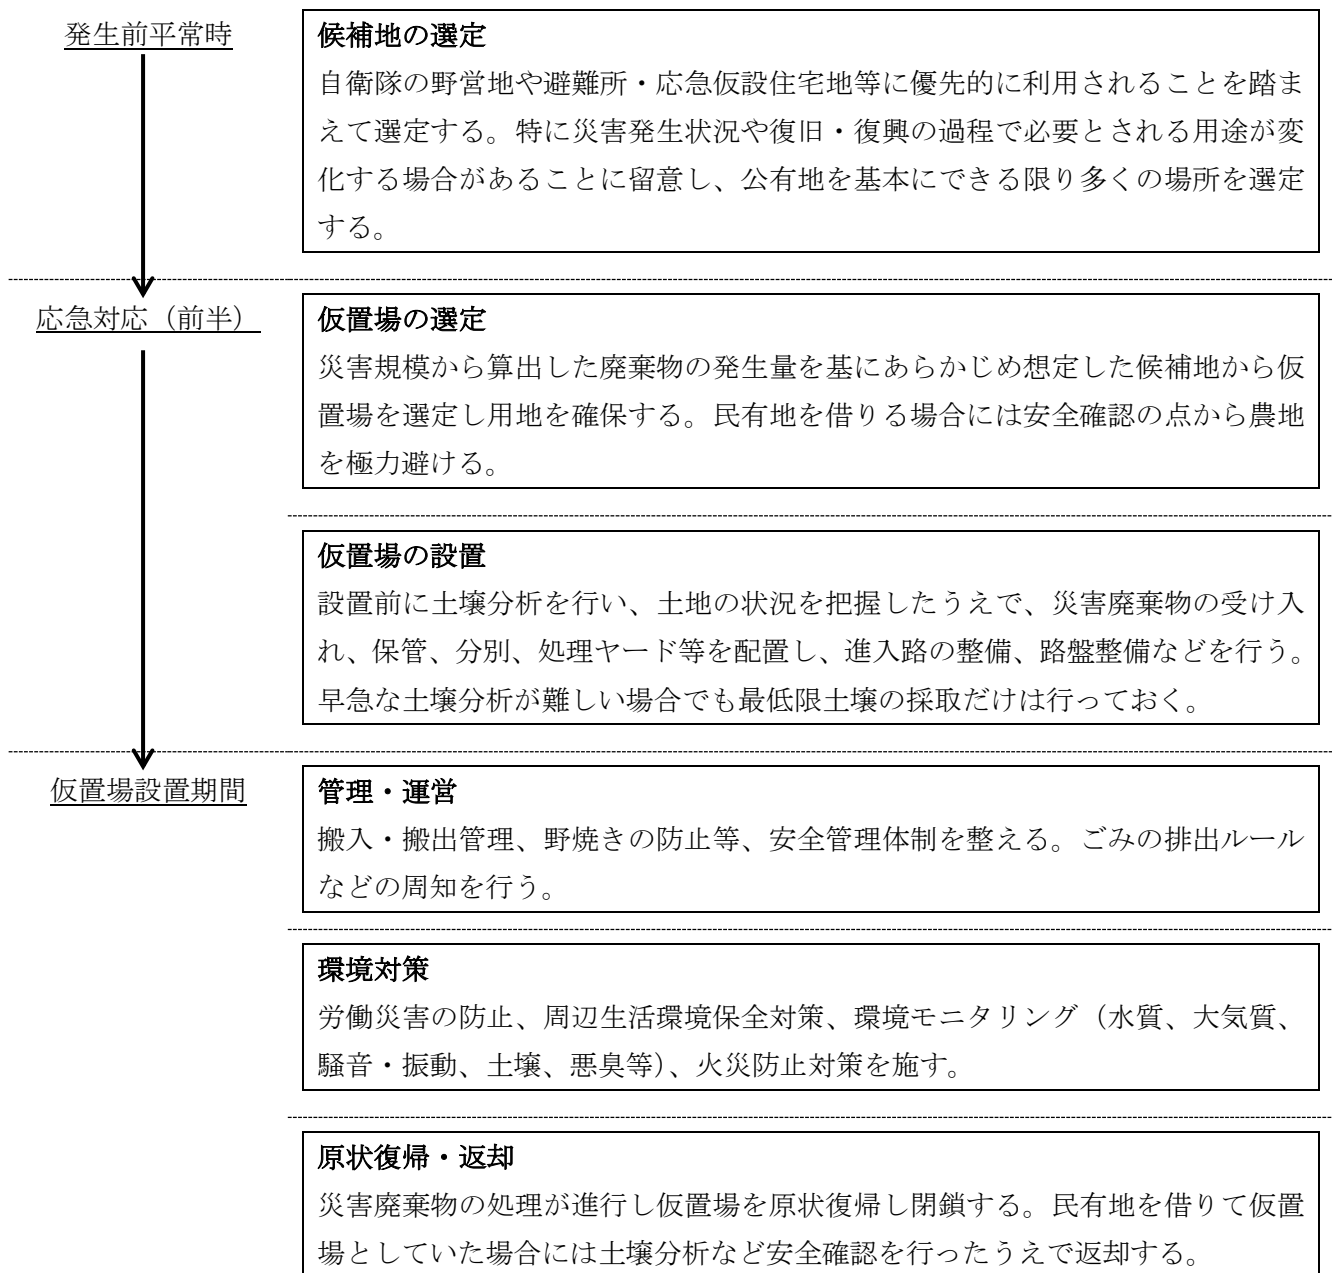 発生前平常時
候補地の選定
自衛隊の野営地や避難所・応急仮設住宅地等に優先的に利用されることを踏ま
えて選定する。特に災害発生状況や復旧・復興の過程で必要とされる用途が変
化する場合があることに留意し、公有地を基本にできる限り多くの場所を選定
する。
応急対応（前半）
仮置場の選定
災害規模から算出した廃棄物の発生量を基にあらかじめ想定した候補地から仮
置場を選定し用地を確保する。民有地を借りる場合には安全確認の点から農地
を極力避ける。
仮置場の設置
設置前に土壌分析を行い、土地の状況を把握したうえで、災害廃棄物の受け入
れ、保管、分別、処理ヤード等を配置し、進入路の整備、路盤整備などを行う。
早急な土壌分析が難しい場合でも最低限土壌の採取だけは行っておく。
仮置場設置期間
管理・運営
搬入・搬出管理、野焼きの防止等、安全管理体制を整える。ごみの排出ルール
などの周知を行う。
環境対策
労働災害の防止、周辺生活環境保全対策、環境モニタリング（水質、大気質、
騒音・振動、土壌、悪臭等）、火災防止対策を施す。
原状復帰・返却
災害廃棄物の処理が進行し仮置場を原状復帰し閉鎖する。民有地を借りて仮置
場としていた場合には土壌分析など安全確認を行ったうえで返却する。